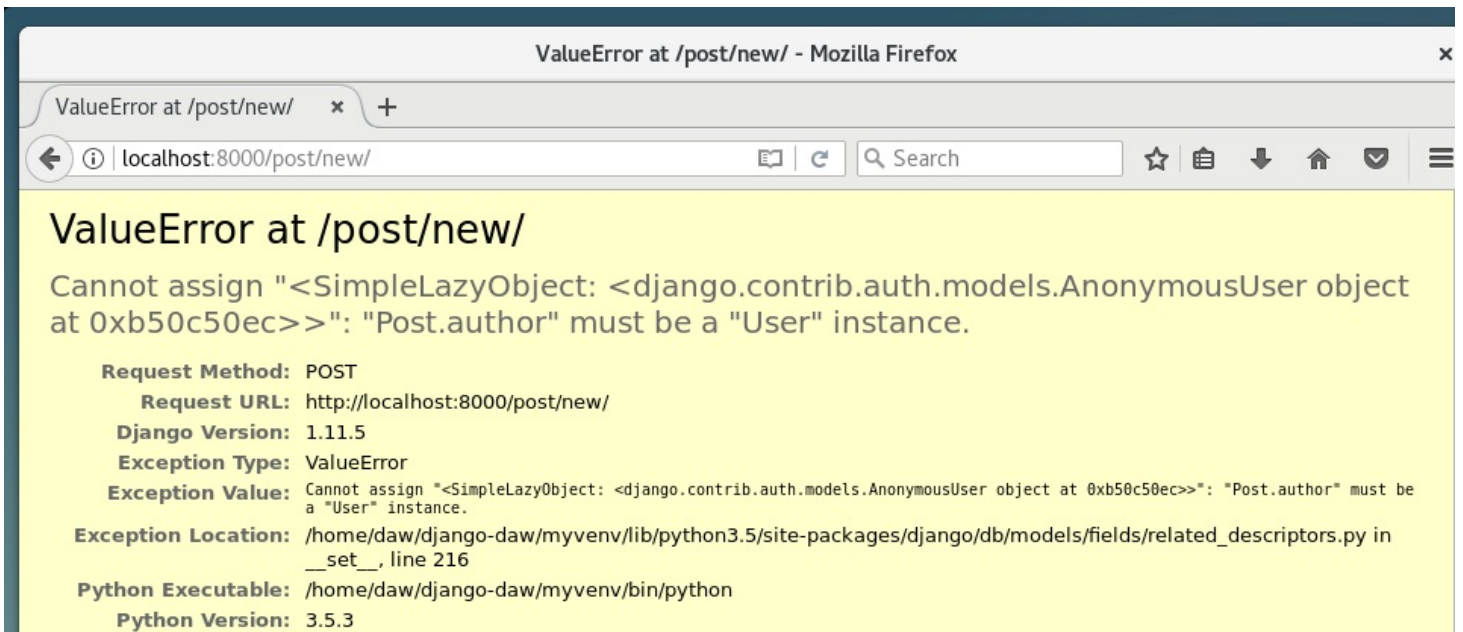 ValueError at /post/new/ - Mozilla Firefox
ValueError at /post/new/
localhost:8000/post/new/
Search
ValueError at /post/new/
Cannot assign "<SimpleLazyObject: <django.contrib.auth.models.AnonymousUser object
at 0xb50c50ec>>": "Post.author" must be a "User" instance.
Request Method: POST
Request URL: http://localhost:8000/post/new/
Django Version: 1.11.5
Exception Type: ValueError
Exception Value: Cannot assign "<SimpleLazyObject: <django.contrib.auth.models.AnonymousUser object at 0xb50c50ec>>": "Post.author" must be
a "User" instance.
Exception Location: /home/daw/django-daw/myvenv/lib/python3.5/site-packages/django/db/models/fields/related_descriptors.py in
__set__, line 216
Python Executable: /home/daw/django-daw/myvenv/bin/python
Python Version: 3.5.3